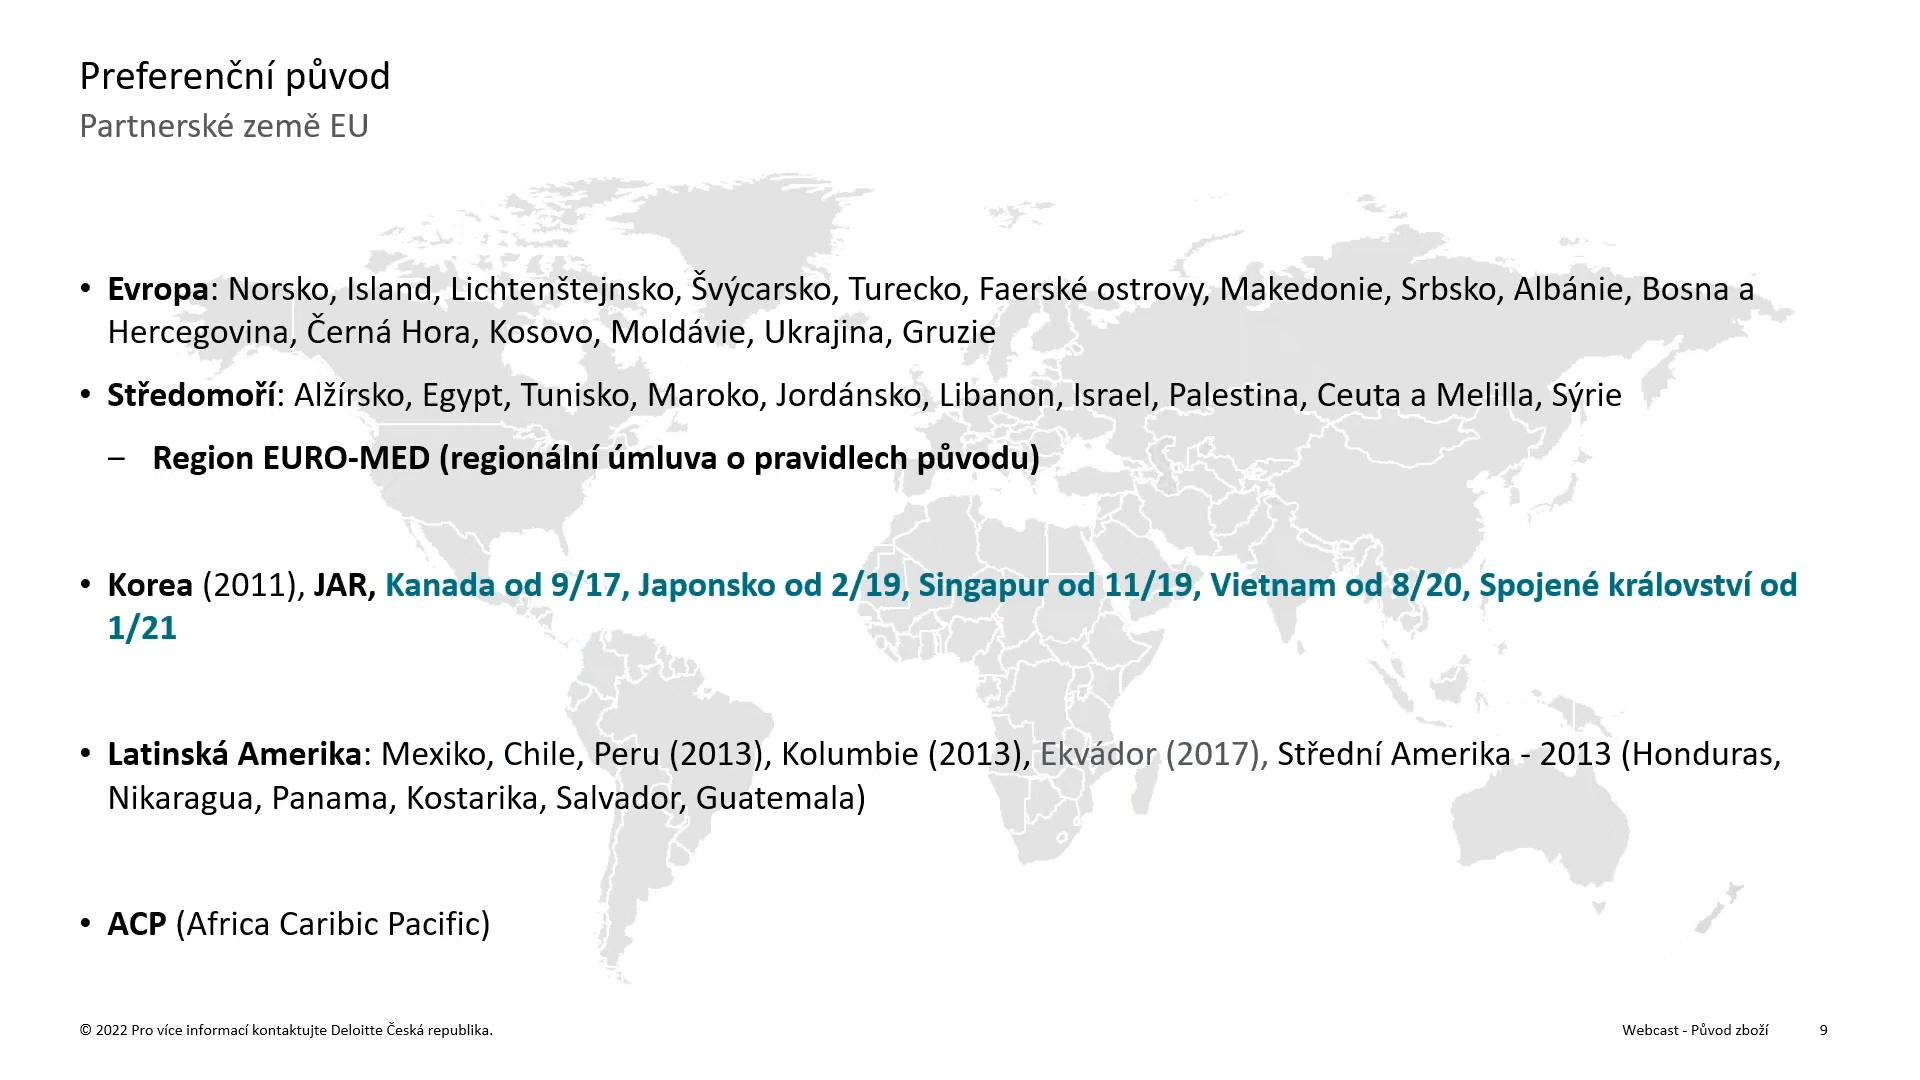 Preferenční původ
Partnerské země EU
• Evropa: Norsko, Island, Lichtenštejnsko, Švýcarsko, Turecko, Faerské ostrovy, Makedonie, Srbsko, Albánie, Bosna a
Hercegovina, Černá Hora, Kosovo, Moldávie, Ukrajina, Gruzie
• Středomoří: Alžírsko, Egypt, Tunisko, Maroko, Jordánsko, Libanon, Israel, Palestina, Ceuta a Melilla, Sýrie
– Region EURO-MED (regionální úmluva o pravidlech původu)
• Korea (2011), JAR, Kanada od 9/17, Japonsko od 2/19, Singapur od 11/19, Vietnam od 8/20, Spojené království od
1/21
• Latinská Amerika: Mexiko, Chile, Peru (2013), Kolumbie (2013), Ekvádor (2017), Střední Amerika - 2013 (Honduras,
Nikaragua, Panama, Kostarika, Salvador, Guatemala)
• ACP (Africa Caribic Pacific)
© 2022 Pro více informací kontaktujte Deloitte Česká republika.
Webcast - Původ zboží 9